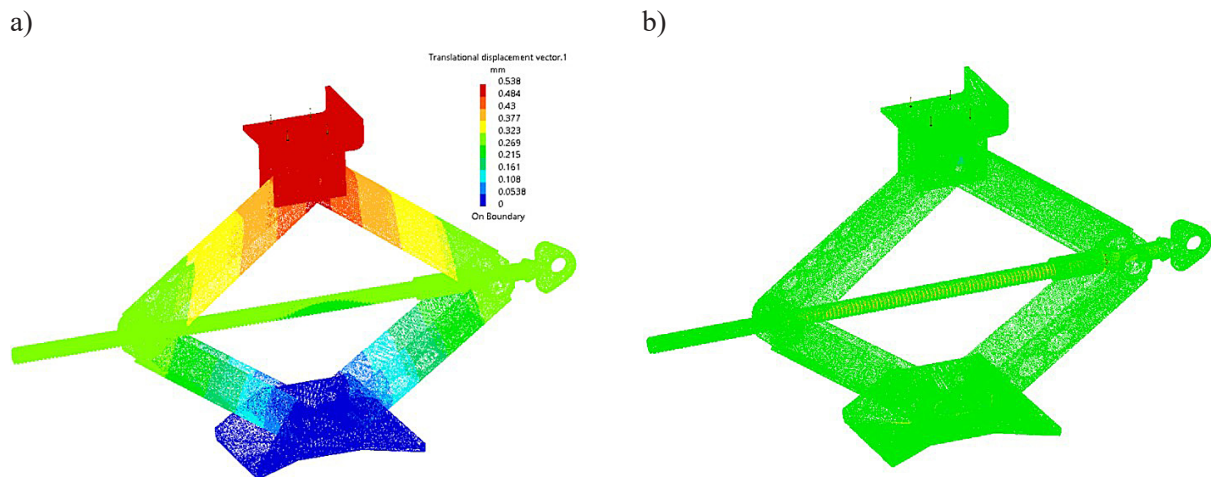 a)
b)
Translational displacement vector.1
mm
0.538
0.484
0.43
0.377
0.323
0.269
0.215
0.161
0.108
0.0538
0
On Boundary